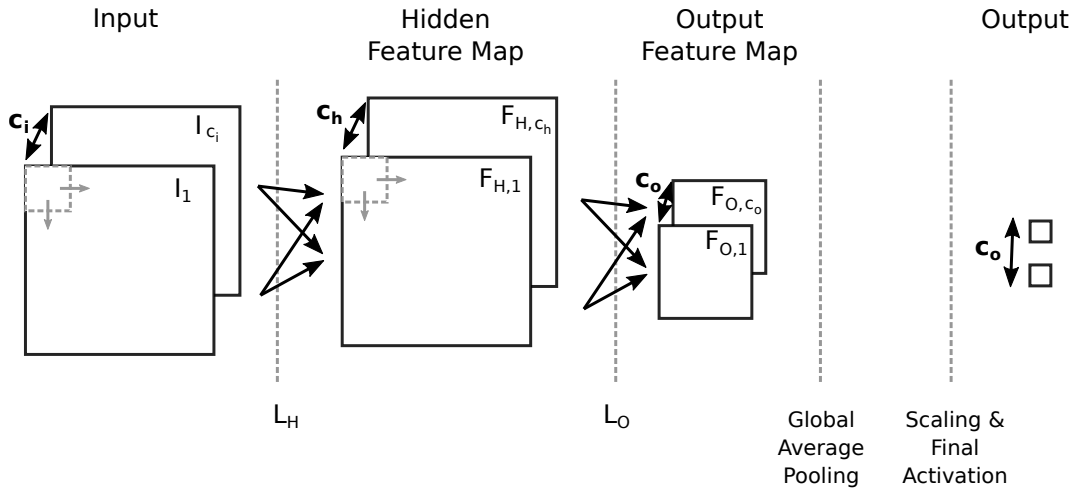 Input
Hidden
Feature Map
Output
Feature Map
Output
c_i
I_{c_i}
I_1
c_h
F_{H,c_h}
F_{H,1}
c_o
F_{O,c_o}
F_{O,1}
c_o
L_H
L_O
Global
Average
Pooling
Scaling &
Final
Activation